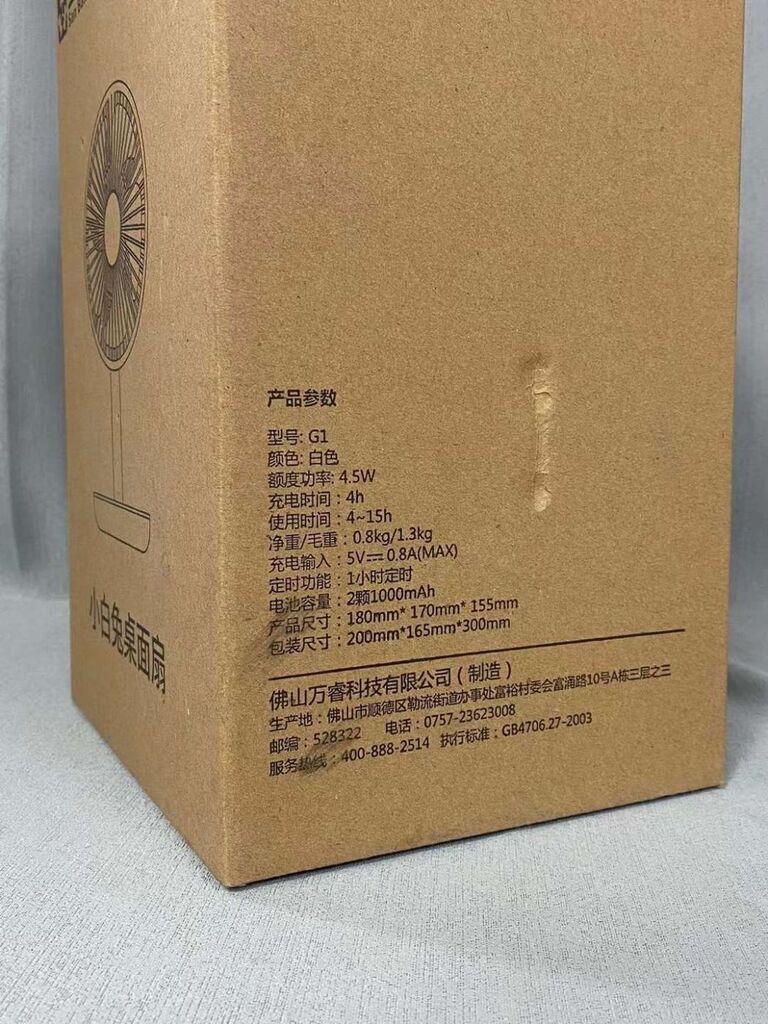 小白兔桌面扇
产品参数
型号: G1
颜色: 白色
额度功率: 4.5W
充电时间：4h
使用时间：4~15h
净重/毛重：0.8kg/1.3kg
充电输入：5V⎓0.8A(MAX)
定时功能：1小时定时
电池容量：2颗1000mAh
产品尺寸：180mm* 170mm* 155mm
包装尺寸：200mm*165mm*300mm
佛山万睿科技有限公司（制造）
生产地：佛山市顺德区勒流街道办事处富裕村委会富涌路10号A栋三层之三
邮编：528322 电话：0757-23623008
服务热线：400-888-2514 执行标准：GB4706.27-2003